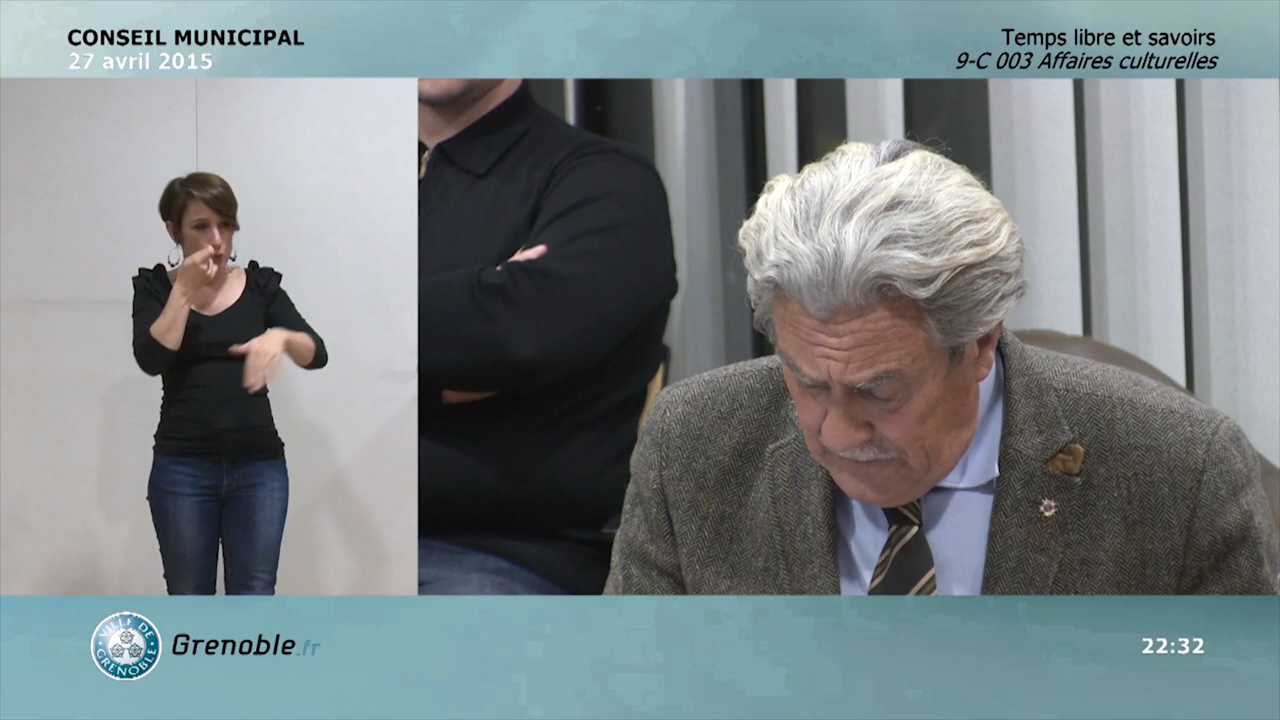 CONSEIL MUNICIPAL
27 avril 2015
Temps libre et savoirs
9-C 003 Affaires culturelles
VILLE DE GRENOBLE
Grenoble.fr
22:32